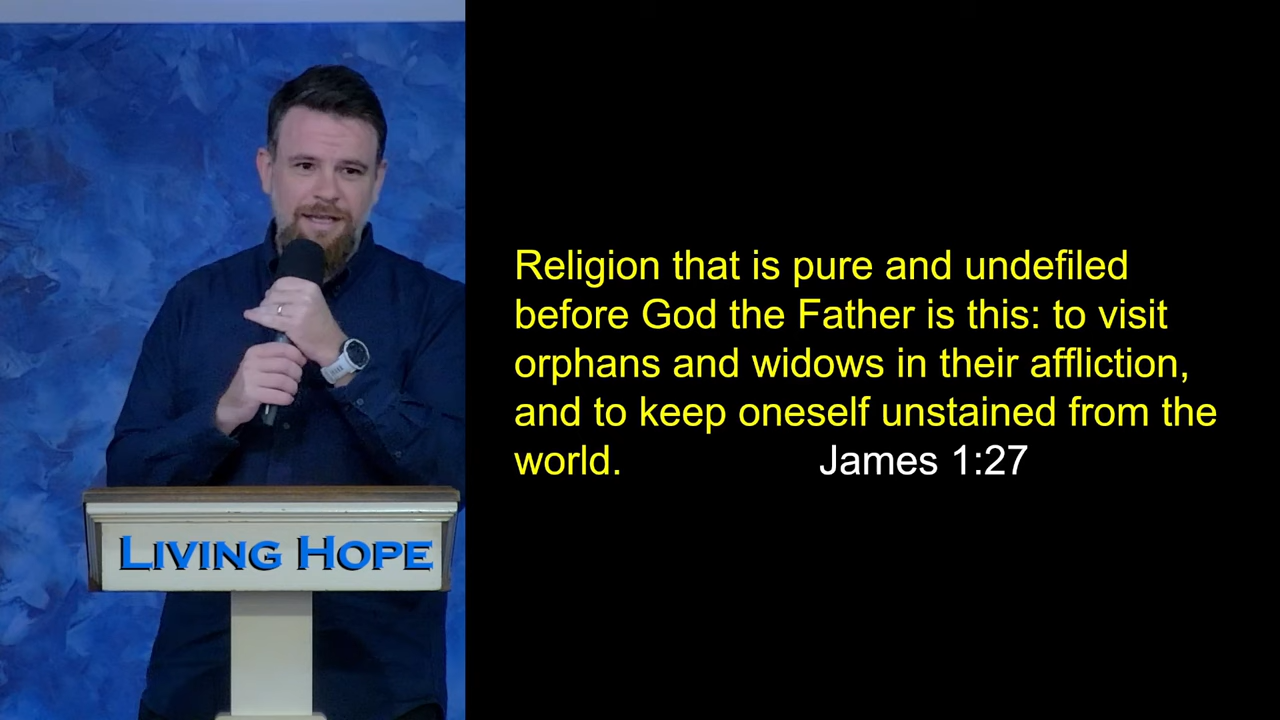 LIVING HOPE
Religion that is pure and undefiled
before God the Father is this: to visit
orphans and widows in their affliction,
and to keep oneself unstained from the
world. James 1:27